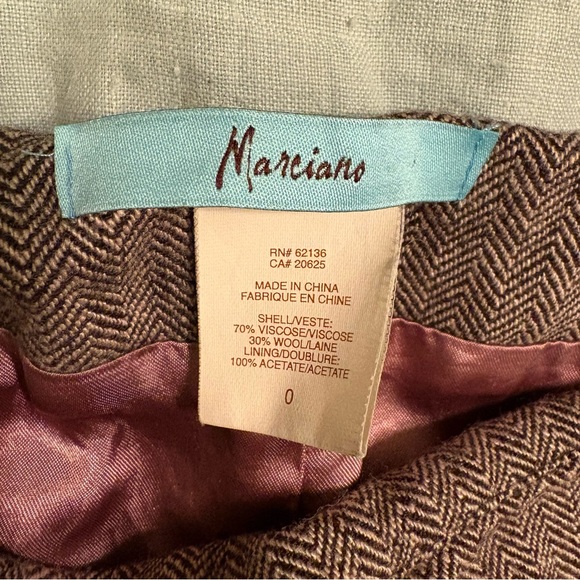 Marciano
RN# 62136
CA# 20625
MADE IN CHINA
FABRIQUE EN CHINE
SHELL/VESTE:
70% VISCOSE/VISCOSE
30% WOOL/LAINE
LINING/DOUBLURE:
100% ACETATE/ACETATE
0